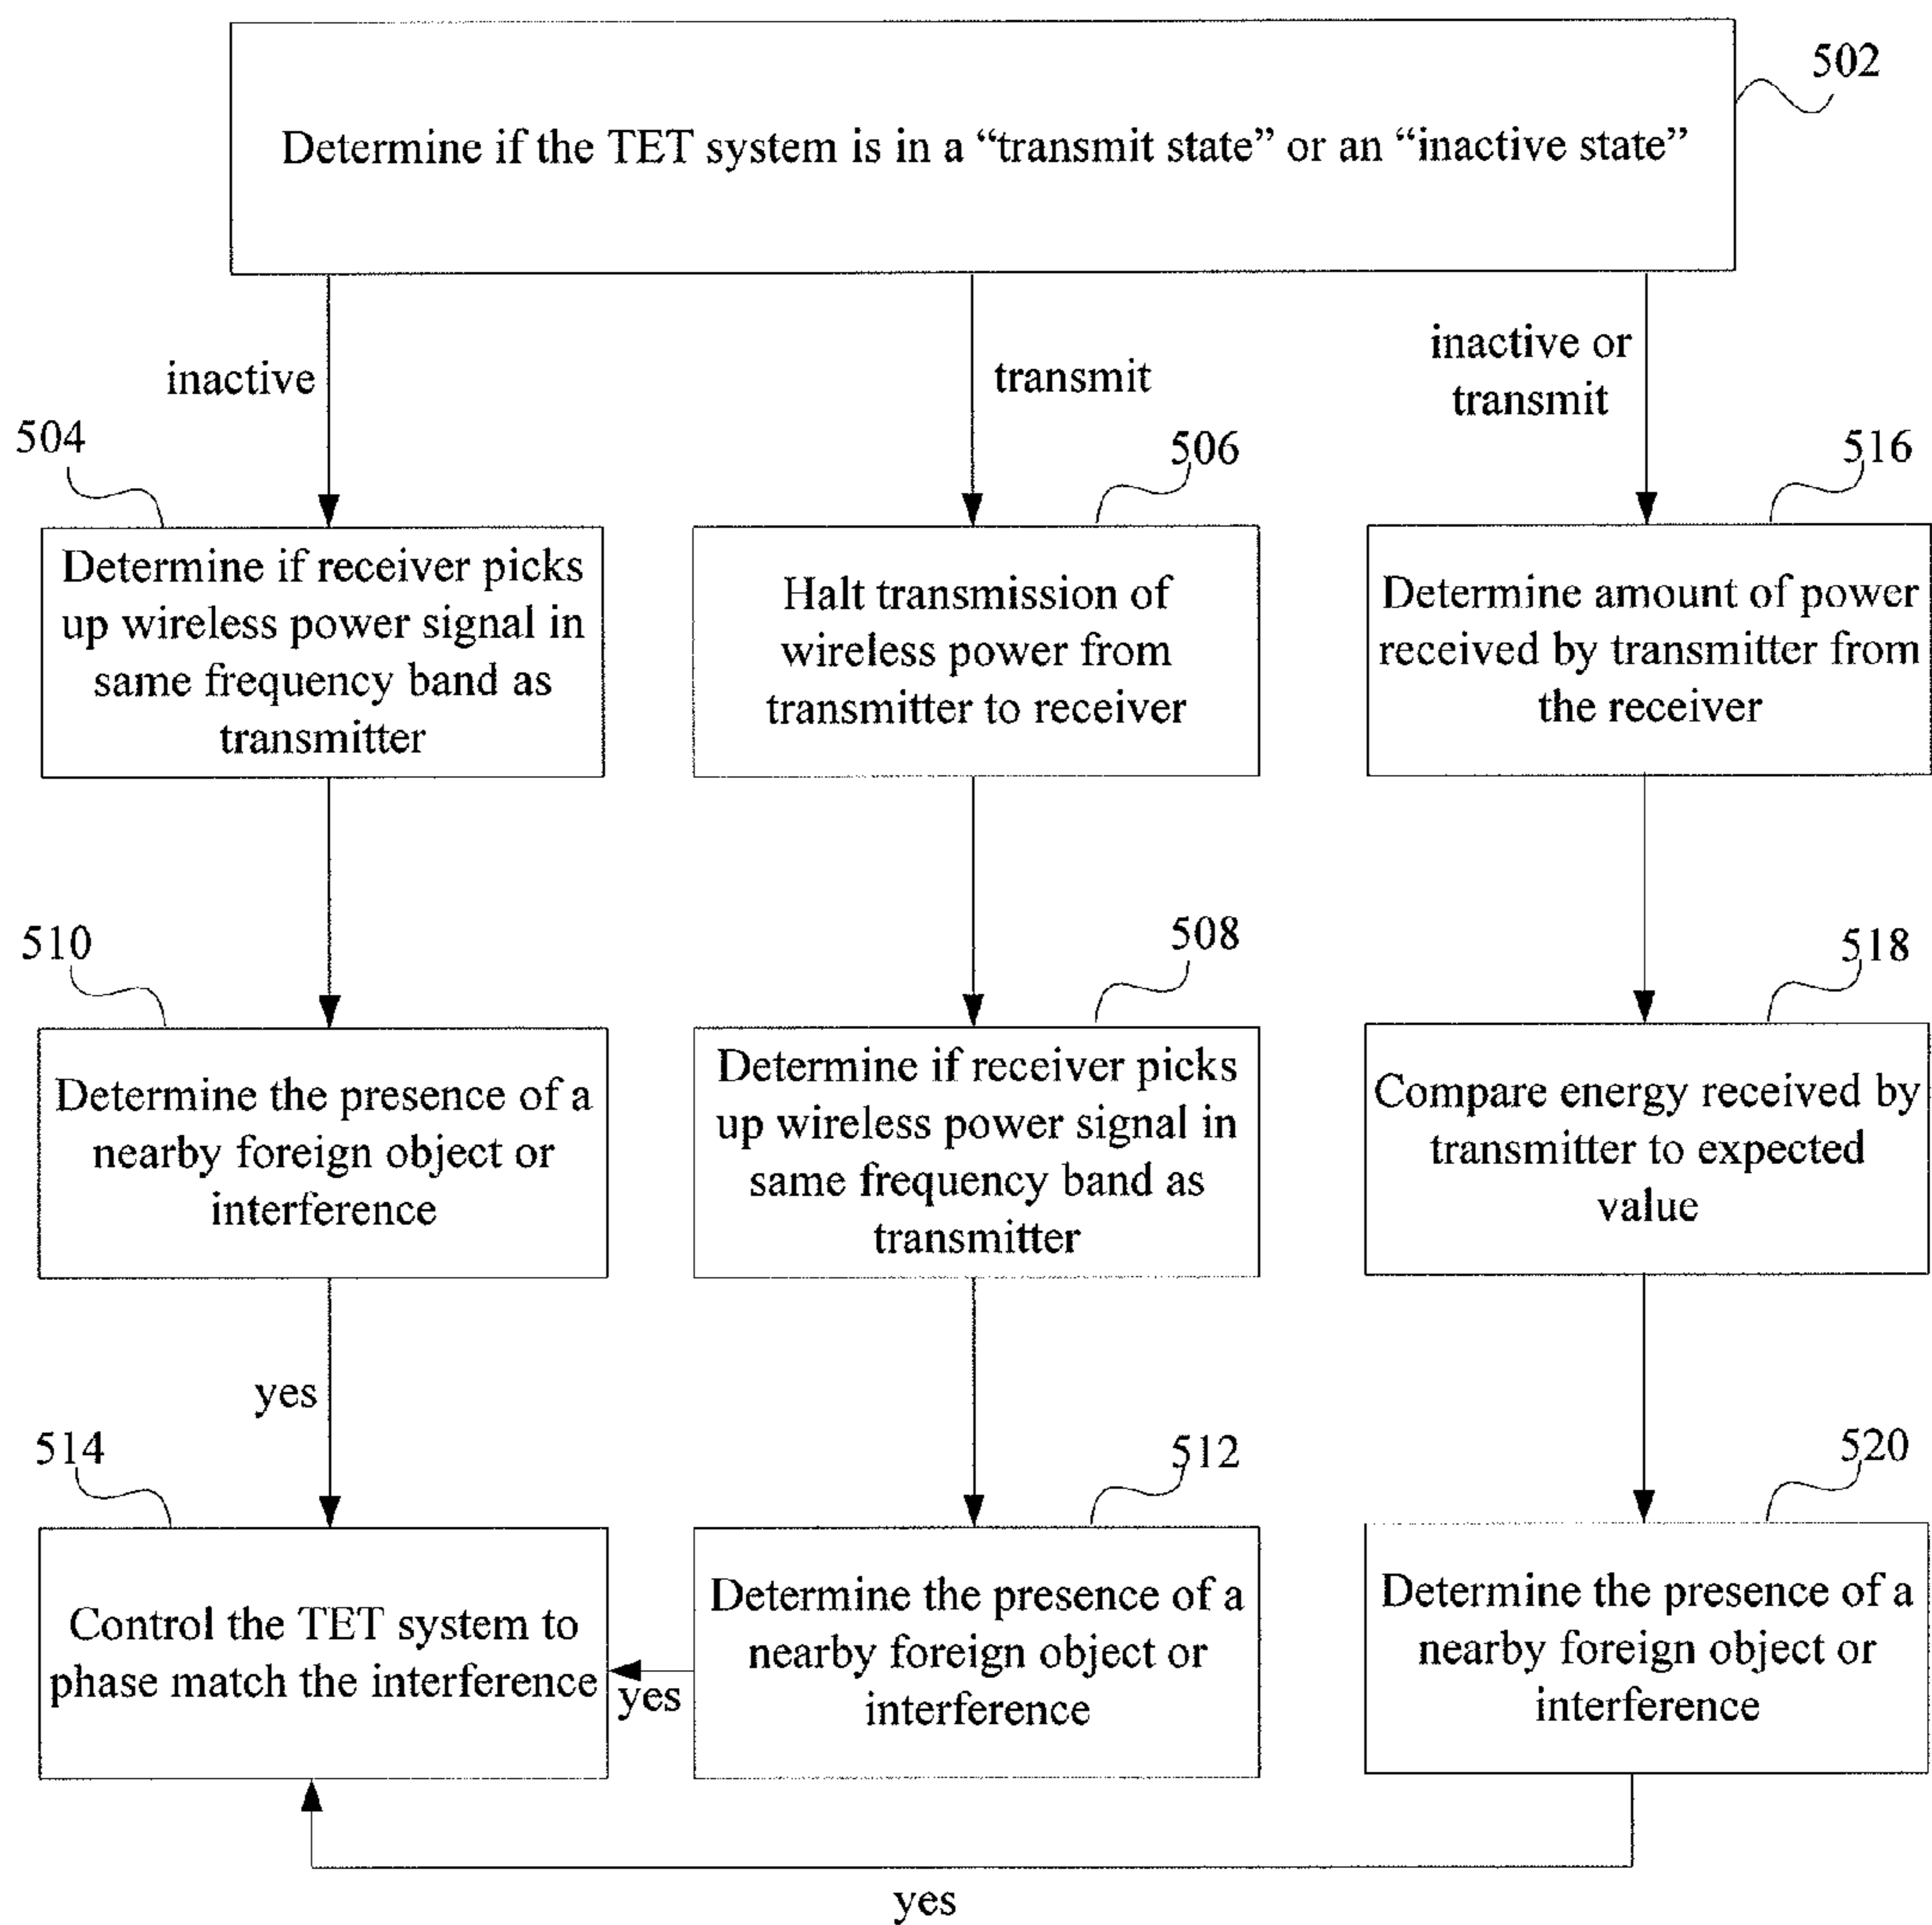 502
Determine if the TET system is in a “transmit state” or an “inactive state”
inactive
transmit
inactive or
transmit
504
Determine if receiver picks
up wireless power signal in
same frequency band as
transmitter
506
Halt transmission of
wireless power from
transmitter to receiver
516
Determine amount of power
received by transmitter from
the receiver
510
Determine the presence of a
nearby foreign object or
interference
508
Determine if receiver picks
up wireless power signal in
same frequency band as
transmitter
518
Compare energy received by
transmitter to expected
value
yes
514
Control the TET system to
phase match the interference
yes
512
Determine the presence of a
nearby foreign object or
interference
520
Determine the presence of a
nearby foreign object or
interference
yes